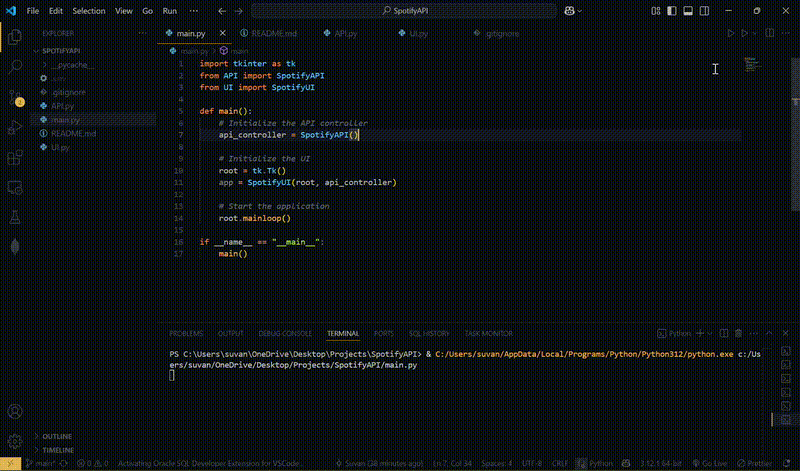 File Edit Selection View Go Run ··· SpotifyAPI
EXPLORER ···
main.py README.md API.py UI.py .gitignore
SPOTIFYAPI
main.py > main
__pycache__
.env
.gitignore
API.py
main.py
README.md
UI.py
1 import tkinter as tk
2 from API import SpotifyAPI
3 from UI import SpotifyUI
4
5 def main():
6 # Initialize the API controller
7 api_controller = SpotifyAPI()
8
9 # Initialize the UI
10 root = tk.Tk()
11 app = SpotifyUI(root, api_controller)
12
13 # Start the application
14 root.mainloop()
15
16 if __name__ == "__main__":
17 main()
2
PROBLEMS OUTPUT DEBUG CONSOLE TERMINAL PORTS SQL HISTORY TASK MONITOR Python
PS C:\Users\suvan\OneDrive\Desktop\Projects\SpotifyAPI> & C:/Users/suvan/AppData/Local/Programs/Python/Python312/python.exe c:/Us
ers/suvan/OneDrive/Desktop/Projects/SpotifyAPI/main.py
OUTLINE
TIMELINE
main* 0 0 Activating Oracle SQL Developer Extension for VSCode... Suvan (38 minutes ago) Ln 7, Col 34 Spaces: 4 UTF-8 CRLF Python 3.12.1 64-bit Go Live Prettier